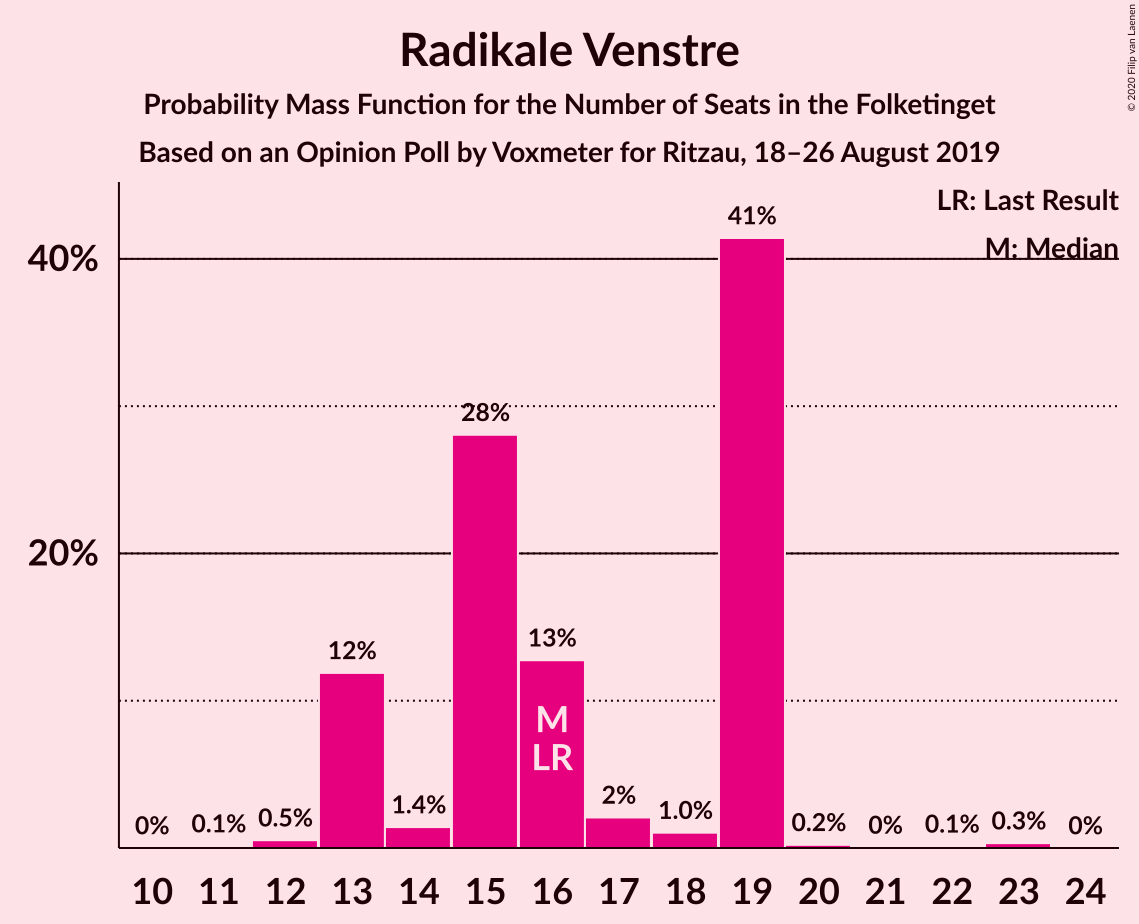 Radikale Venstre
Probability Mass Function for the Number of Seats in the Folketinget
Based on an Opinion Poll by Voxmeter for Ritzau, 18–26 August 2019
© 2020 Filip van Laenen
LR: Last Result
M: Median
40%
20%
0%
0.1%
0.5%
12%
1.4%
28%
13%
2%
1.0%
41%
0.2%
0%
0.1%
0.3%
0%
M
LR
10 11 12 13 14 15 16 17 18 19 20 21 22 23 24